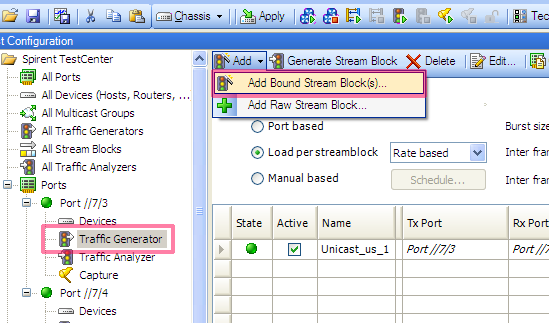 Chassis
Apply
Tec
t Configuration
Spirent TestCenter
All Ports
All Devices (Hosts, Routers, ...
All Multicast Groups
All Traffic Generators
All Stream Blocks
All Traffic Analyzers
Ports
Port //7/3
Devices
Traffic Generator
Traffic Analyzer
Capture
Port //7/4
Devices
Add
Generate Stream Block
Delete
Edit...
Add Bound Stream Block(s)...
Add Raw Stream Block...
Port based
Burst size
Load per streamblock
Rate based
Inter fram
Manual based
Schedule...
Inter fram
State
Active
Name
Tx Port
Rx Port
Unicast_us_1
Port //7/3
Port //7/